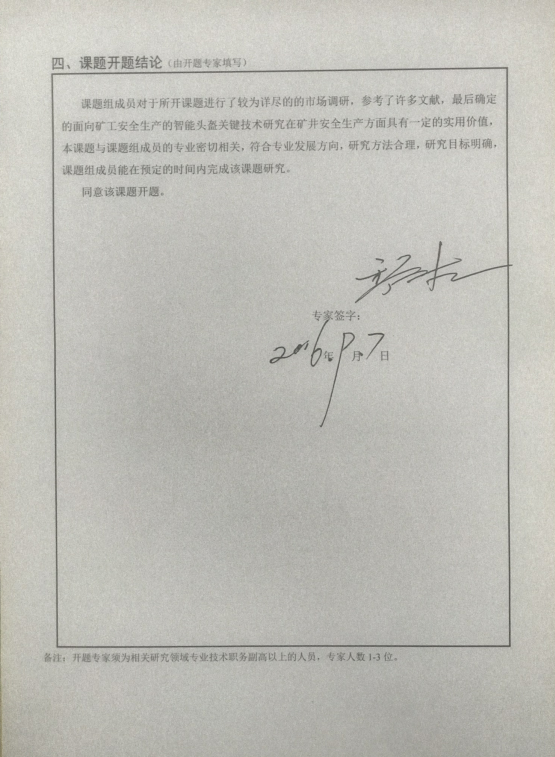 四、课题开题结论（由开题专家填写）
课题组成员对于所开课题进行了较为详尽的的市场调研，参考了许多文献，最后确定
的面向矿工安全生产的智能头盔关键技术研究在矿井安全生产方面具有一定的实用价值，
本课题与课题组成员的专业密切相关，符合专业发展方向，研究方法合理，研究目标明确，
课题组成员能在预定的时间内完成该课题研究。
同意该课题开题。
专家签字：
2016年9月7日
备注：开题专家须为相关研究领域专业技术职务副高以上的人员，专家人数 1-3 位。